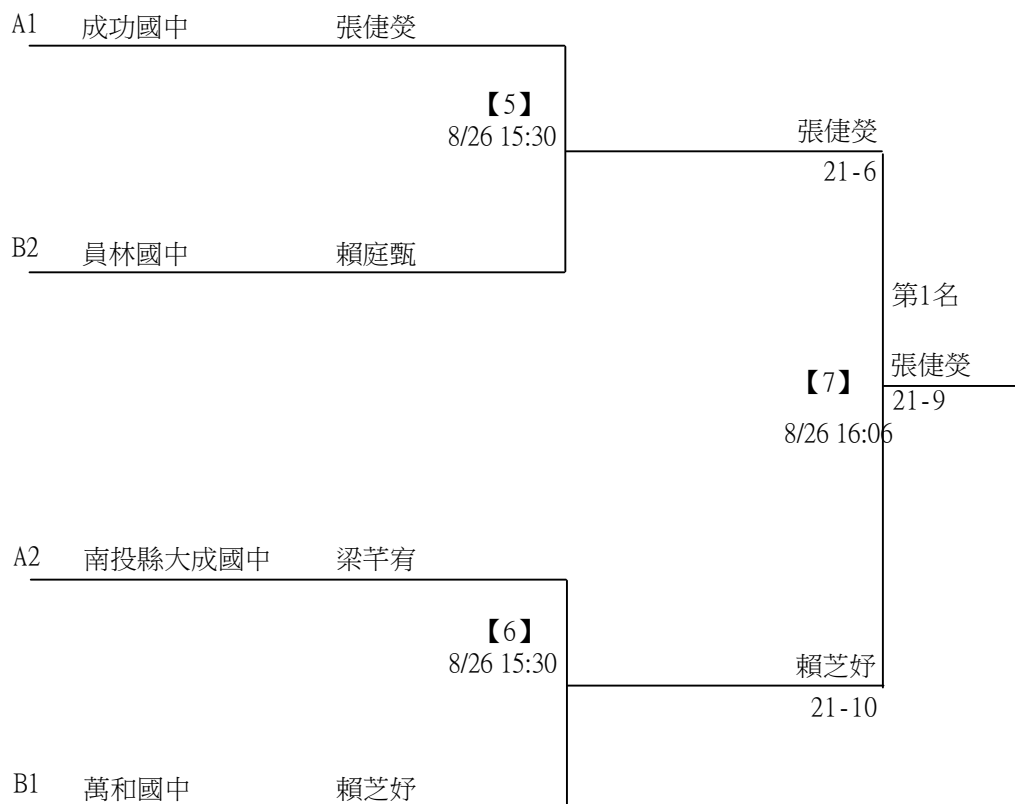 A1 成功國中 張倢熒
【5】
8/26 15:30
張倢熒
21-6
B2 員林國中 賴庭甄
第1名
張倢熒
【7】
21-9
8/26 16:06
A2 南投縣大成國中 梁芊宥
【6】
8/26 15:30
賴芝妤
21-10
B1 萬和國中 賴芝妤